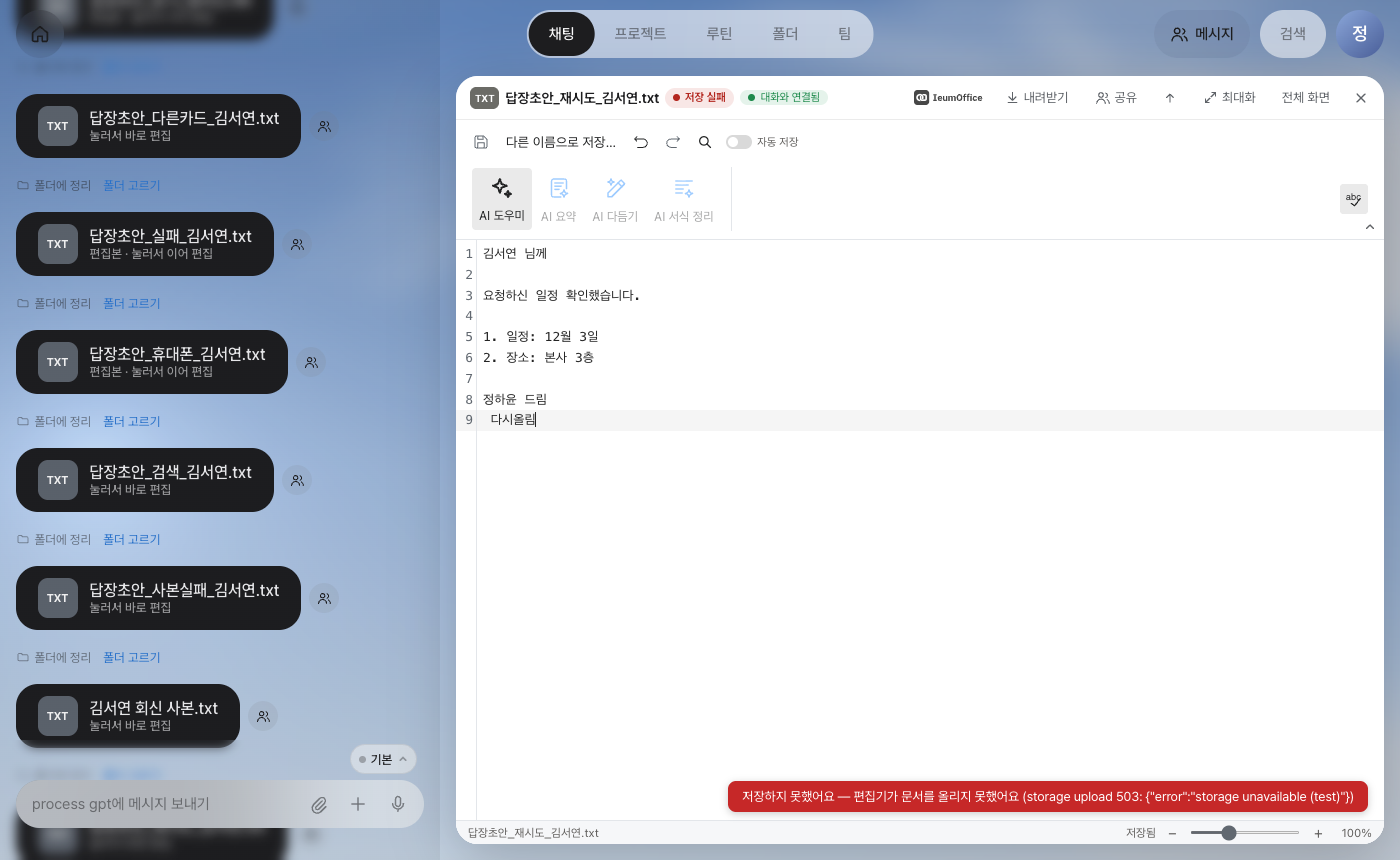 채팅
프로젝트
루틴
폴더
팀
메시지
검색
정
TXT
답장초안_다른카드_김서연.txt
눌러서 바로 편집
폴더에 정리 폴더 고르기
TXT
답장초안_실패_김서연.txt
편집본 · 눌러서 이어 편집
폴더에 정리 폴더 고르기
TXT
답장초안_휴대폰_김서연.txt
편집본 · 눌러서 이어 편집
폴더에 정리 폴더 고르기
TXT
답장초안_검색_김서연.txt
눌러서 바로 편집
폴더에 정리 폴더 고르기
TXT
답장초안_사본실패_김서연.txt
눌러서 바로 편집
폴더에 정리 폴더 고르기
TXT
김서연 회신 사본.txt
눌러서 바로 편집
기본
process gpt에 메시지 보내기
TXT 답장초안_재시도_김서연.txt 저장 실패 대화와 연결됨 IeumOffice 내려받기 공유 최대화 전체 화면
다른 이름으로 저장... 자동 저장
AI 도우미 AI 요약 AI 다듬기 AI 서식 정리
abc
1 김서연 님께
2
3 요청하신 일정 확인했습니다.
4
5 1. 일정: 12월 3일
6 2. 장소: 본사 3층
7
8 정하윤 드림
9 다시올림
저장하지 못했어요 — 편집기가 문서를 올리지 못했어요 (storage upload 503: {"error":"storage unavailable (test)"})
답장초안_재시도_김서연.txt 저장됨 − + 100%